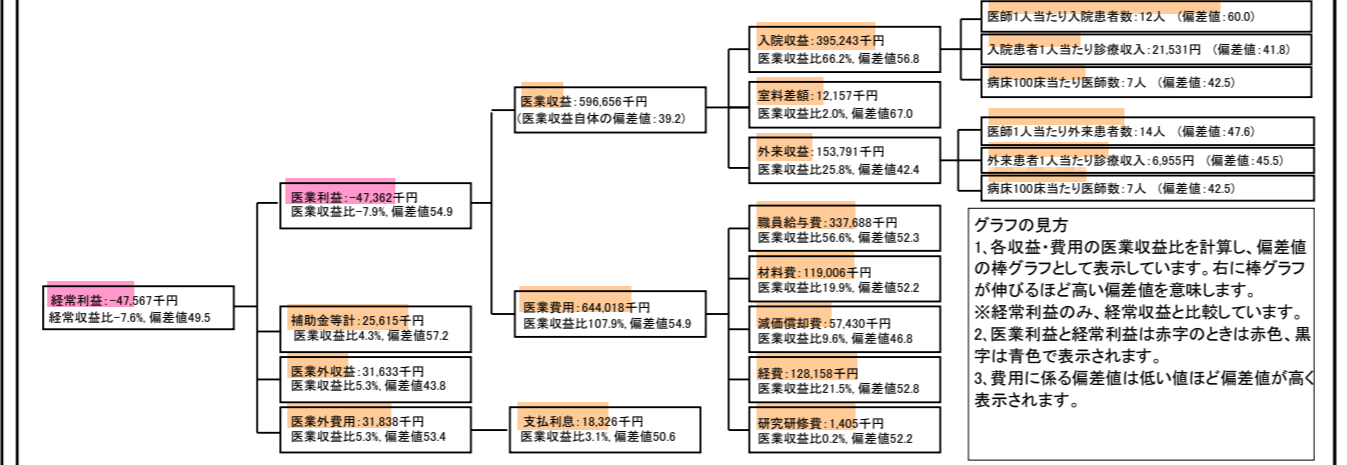 経常利益:-47,567千円
経常収益比-7.6%, 偏差値49.5
医業利益:-47,362千円
医業収益比-7.9%, 偏差値54.9
補助金等計:25,615千円
医業収益比4.3%, 偏差値57.2
医業外収益:31,633千円
医業収益比5.3%, 偏差値43.8
医業外費用:31,838千円
医業収益比5.3%, 偏差値53.4
医業収益:596,656千円
(医業収益自体の偏差値:39.2)
医業費用:644,018千円
医業収益比107.9%, 偏差値54.9
支払利息:18,326千円
医業収益比3.1%, 偏差値50.6
入院収益:395,243千円
医業収益比66.2%, 偏差値56.8
室料差額:12,157千円
医業収益比2.0%, 偏差値67.0
外来収益:153,791千円
医業収益比25.8%, 偏差値42.4
職員給与費:337,688千円
医業収益比56.6%, 偏差値52.3
材料費:119,006千円
医業収益比19.9%, 偏差値52.2
減価償却費:57,430千円
医業収益比9.6%, 偏差値46.8
経費:128,158千円
医業収益比21.5%, 偏差値52.8
研究研修費:1,405千円
医業収益比0.2%, 偏差値52.2
医師1人当たり入院患者数:12人 (偏差値:60.0)
入院患者1人当たり診療収入:21,531円 (偏差値:41.8)
病床100床当たり医師数:7人 (偏差値:42.5)
医師1人当たり外来患者数:14人 (偏差値:47.6)
外来患者1人当たり診療収入:6,955円 (偏差値:45.5)
病床100床当たり医師数:7人 (偏差値:42.5)
グラフの見方
1、各収益・費用の医業収益比を計算し、偏差値
の棒グラフとして表示しています。右に棒グラフ
が伸びるほど高い偏差値を意味します。
※経常利益のみ、経常収益と比較しています。
2、医業利益と経常利益は赤字のときは赤色、黒
字は青色で表示されます。
3、費用に係る偏差値は低い値ほど偏差値が高く
表示されます。